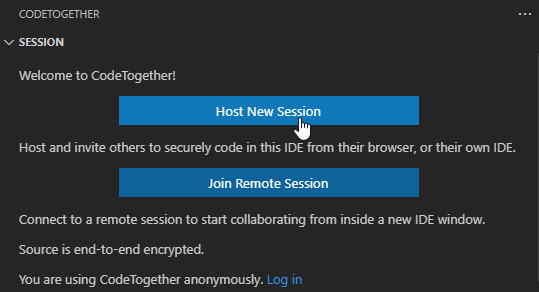 CODETOGETHER
SESSION
Welcome to CodeTogether!
Host New Session
Host and invite others to securely code in this IDE from their browser, or their own IDE.
Join Remote Session
Connect to a remote session to start collaborating from inside a new IDE window.
Source is end-to-end encrypted.
You are using CodeTogether anonymously. Log in